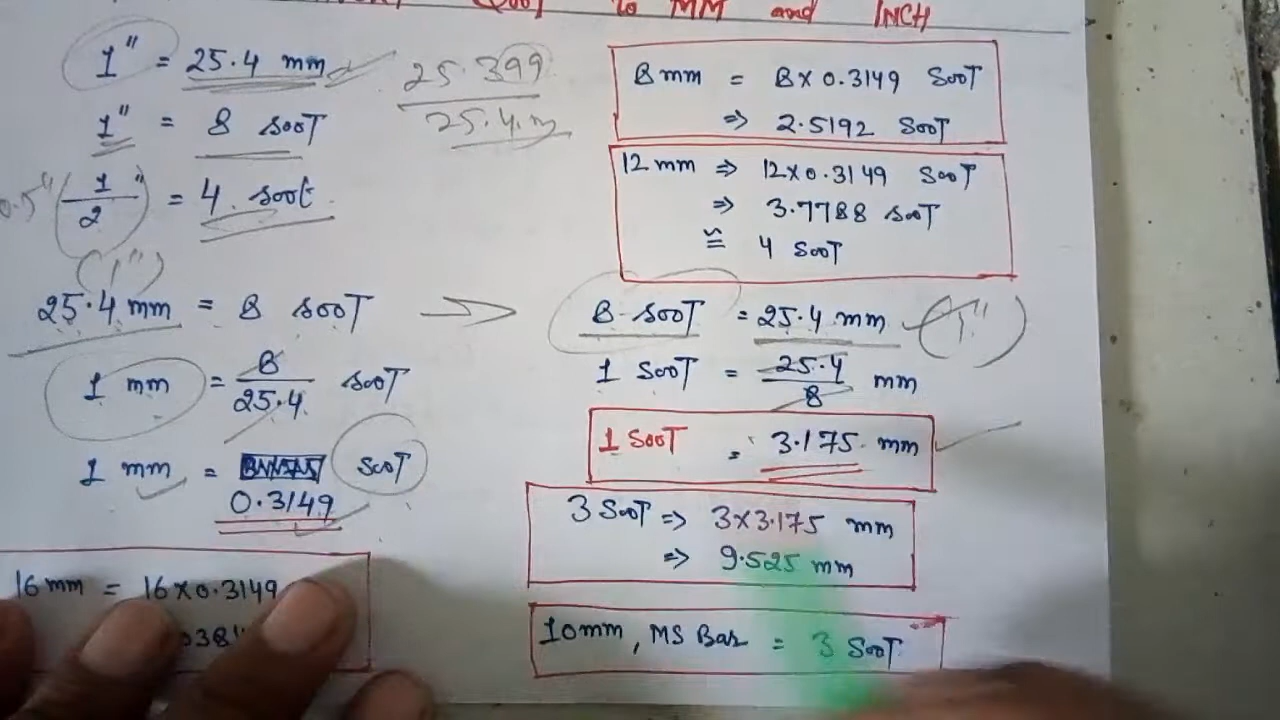 SooT to MM and INCH
1" = 25.4 mm
1" = 8 SooT
0.5" 1/2" = 4 soot
(1")
25.4 mm = 8 SooT
1 mm = 8/25.4 SooT
1 mm = SooT
0.3149
16 mm = 16 x 0.3149
038
25.399
25.4 m
8 mm = 8 x 0.3149 SooT
⇒ 2.5192 SooT
12 mm ⇒ 12 x 0.3149 SooT
⇒ 3.7788 SooT
≅ 4 SooT
8 SooT = 25.4 mm (1")
1 SooT = 25.4/8 mm
1 SooT = 3.175 mm
3 SooT ⇒ 3 x 3.175 mm
⇒ 9.525 mm
10mm, MS Bar = 3 SooT